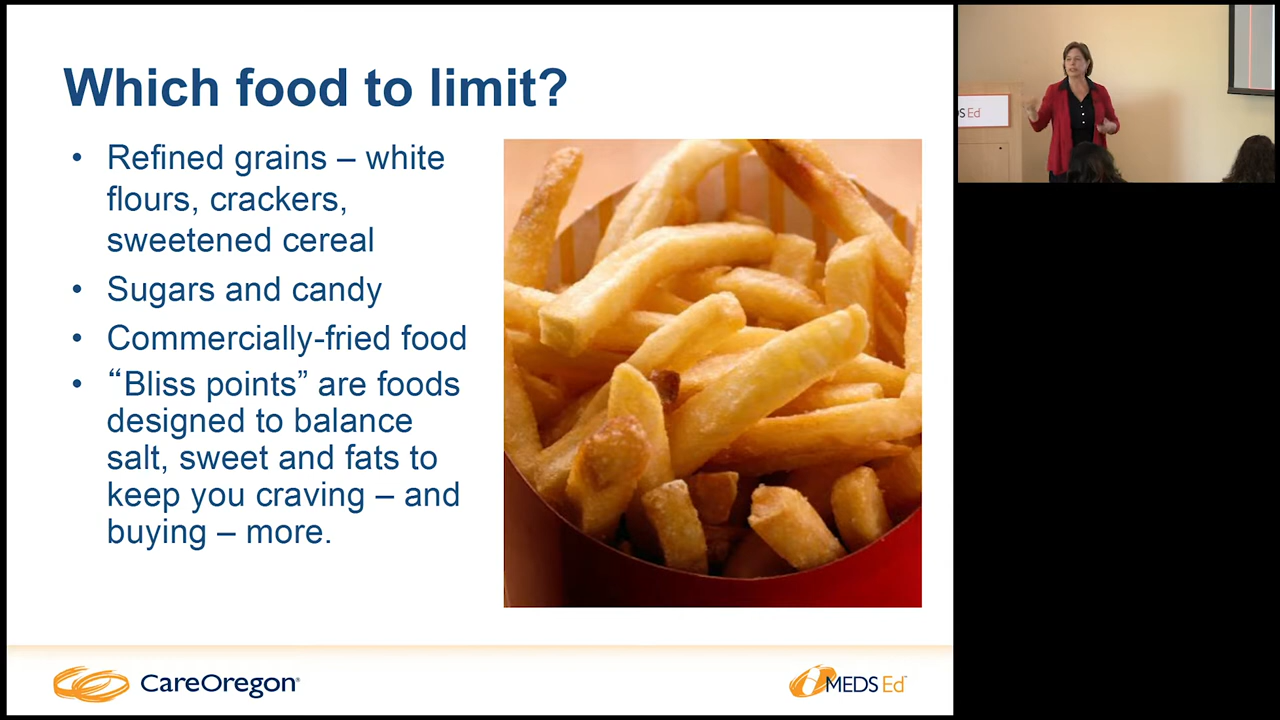 Which food to limit?
• Refined grains – white
flours, crackers,
sweetened cereal
• Sugars and candy
• Commercially-fried food
• “Bliss points” are foods
designed to balance
salt, sweet and fats to
keep you craving – and
buying – more.
CareOregon®
MEDS Ed™
DS Ed